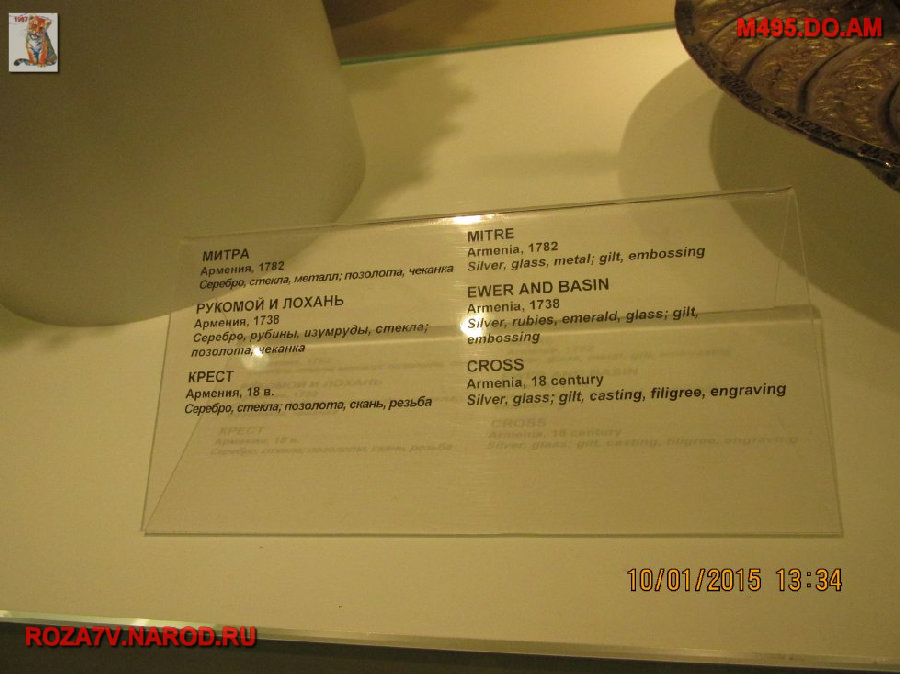 1987
M495.DO.AM
МИТРА
Армения, 1782
Серебро, стекла, металл; позолота, чеканка
РУКОМОЙ И ЛОХАНЬ
Армения, 1738
Серебро, рубины, изумруды, стекла;
позолота, чеканка
КРЕСТ
Армения, 18 в.
Серебро, стекла; позолота, скань, резьба
MITRE
Armenia, 1782
Silver, glass, metal; gilt, embossing
EWER AND BASIN
Armenia, 1738
Silver, rubies, emerald, glass; gilt,
embossing
CROSS
Armenia, 18 century
Silver, glass; gilt, casting, filigree, engraving
10/01/2015 13:34
ROZA7V.NAROD.RU